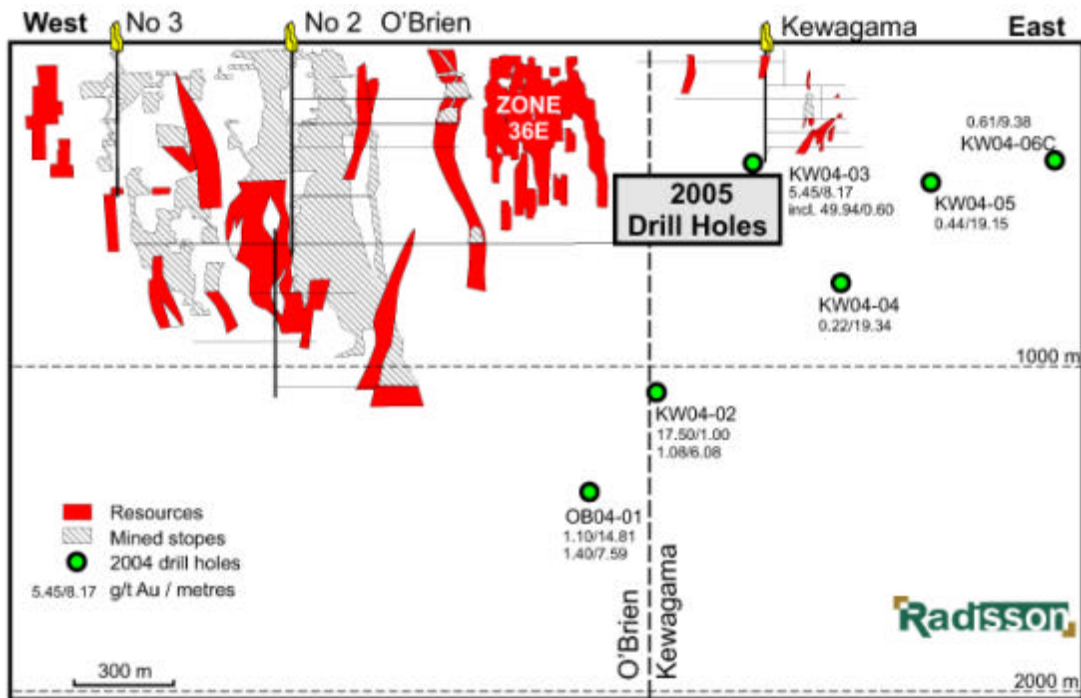 West No 3 No 2 O'Brien Kewagama East
ZONE
36E
0.61/9.38
KW04-06C
KW04-03
5.45/8.17
incl. 49.94/0.60
2005
Drill Holes
KW04-05
0.44/19.15
KW04-04
0.22/19.34
1000 m
KW04-02
17.50/1.00
1.08/6.08
OB04-01
1.10/14.81
1.40/7.59
Resources
Mined stopes
2004 drill holes
5.45/8.17 g/t Au / metres
O'Brien
Kewagama
Radisson
300 m
2000 m